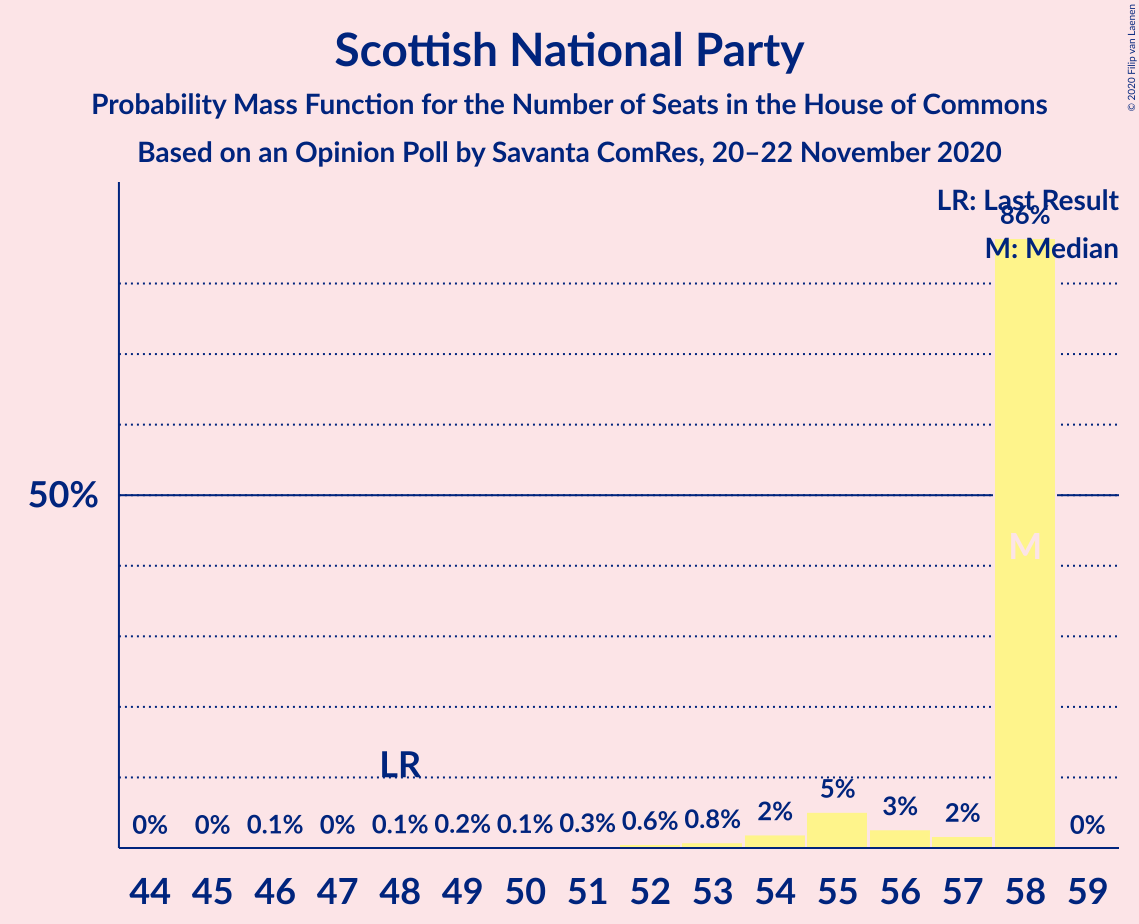 Scottish National Party
Probability Mass Function for the Number of Seats in the House of Commons
Based on an Opinion Poll by Savanta ComRes, 20–22 November 2020
© 2020 Filip van Laenen
LR: Last Result
86%
M: Median
50%
M
LR
0% 0% 0.1% 0% 0.1% 0.2% 0.1% 0.3% 0.6% 0.8% 2% 5% 3% 2% 0%
44 45 46 47 48 49 50 51 52 53 54 55 56 57 58 59